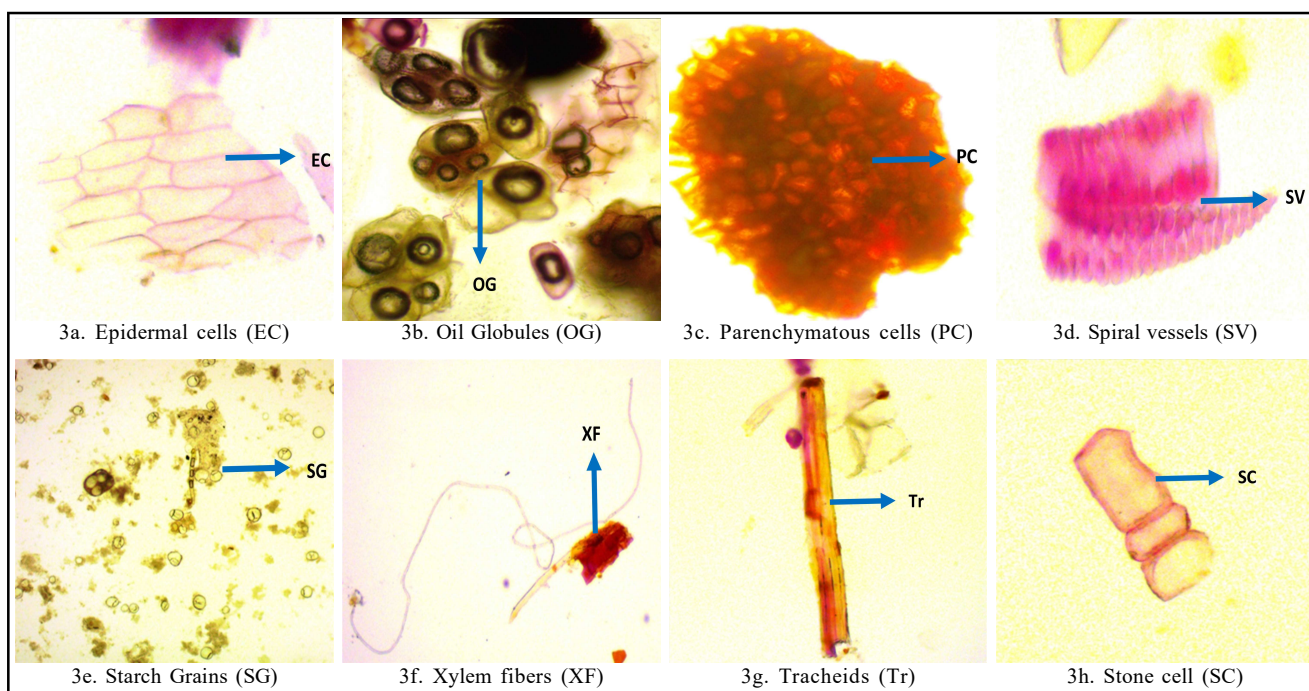 EC
OG
PC
SV
3a. Epidermal cells (EC)
3b. Oil Globules (OG)
3c. Parenchymatous cells (PC)
3d. Spiral vessels (SV)
SG
XF
Tr
SC
3e. Starch Grains (SG)
3f. Xylem fibers (XF)
3g. Tracheids (Tr)
3h. Stone cell (SC)